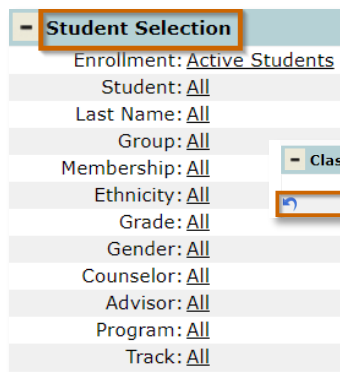 Student Selection
Enrollment: Active Students
Student: All
Last Name: All
Group: All
Membership: All
Ethnicity: All
Grade: All
Gender: All
Counselor: All
Advisor: All
Program: All
Track: All
Clas